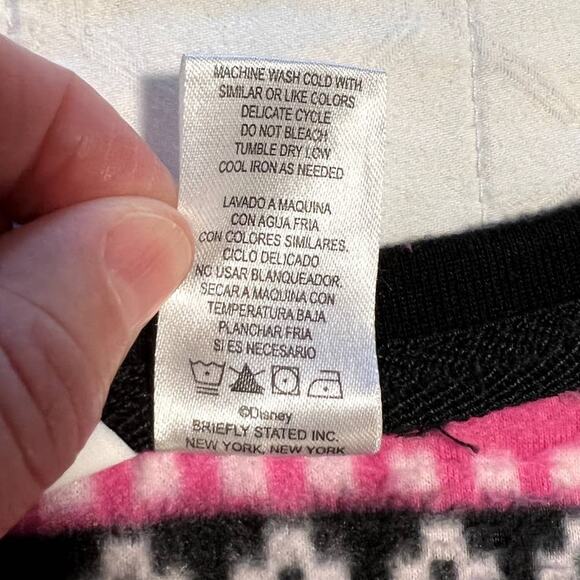 MACHINE WASH COLD WITH
SIMILAR OR LIKE COLORS
DELICATE CYCLE
DO NOT BLEACH
TUMBLE DRY LOW
COOL IRON AS NEEDED
LAVADO A MAQUINA
CON AGUA FRIA
CON COLORES SIMILARES.
CICLO DELICADO
NO USAR BLANQUEADOR.
SECAR A MAQUINA CON
TEMPERATURA BAJA
PLANCHAR FRIA
SI ES NECESARIO
©Disney
BRIEFLY STATED INC.
NEW YORK, NEW YORK